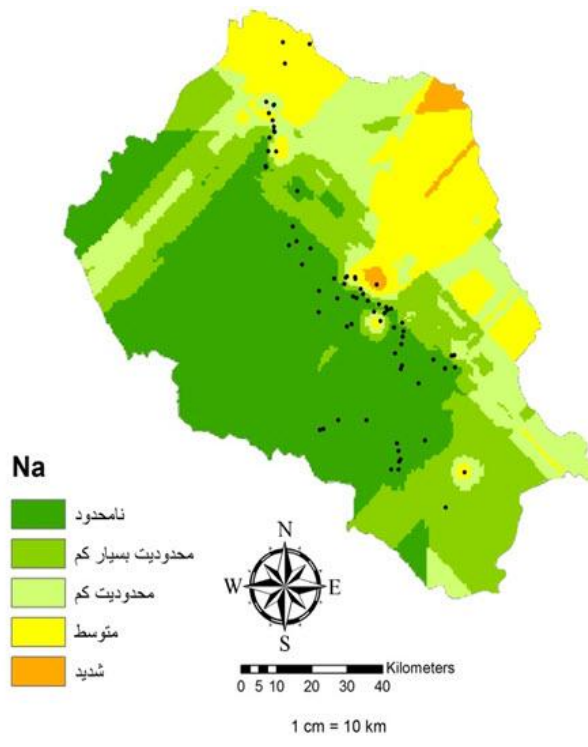 Na
نامحدود
محدودیت بسیار کم
محدودیت کم
متوسط
شدید
N
W E
S
Kilometers
0 5 10 20 30 40
1 cm = 10 km